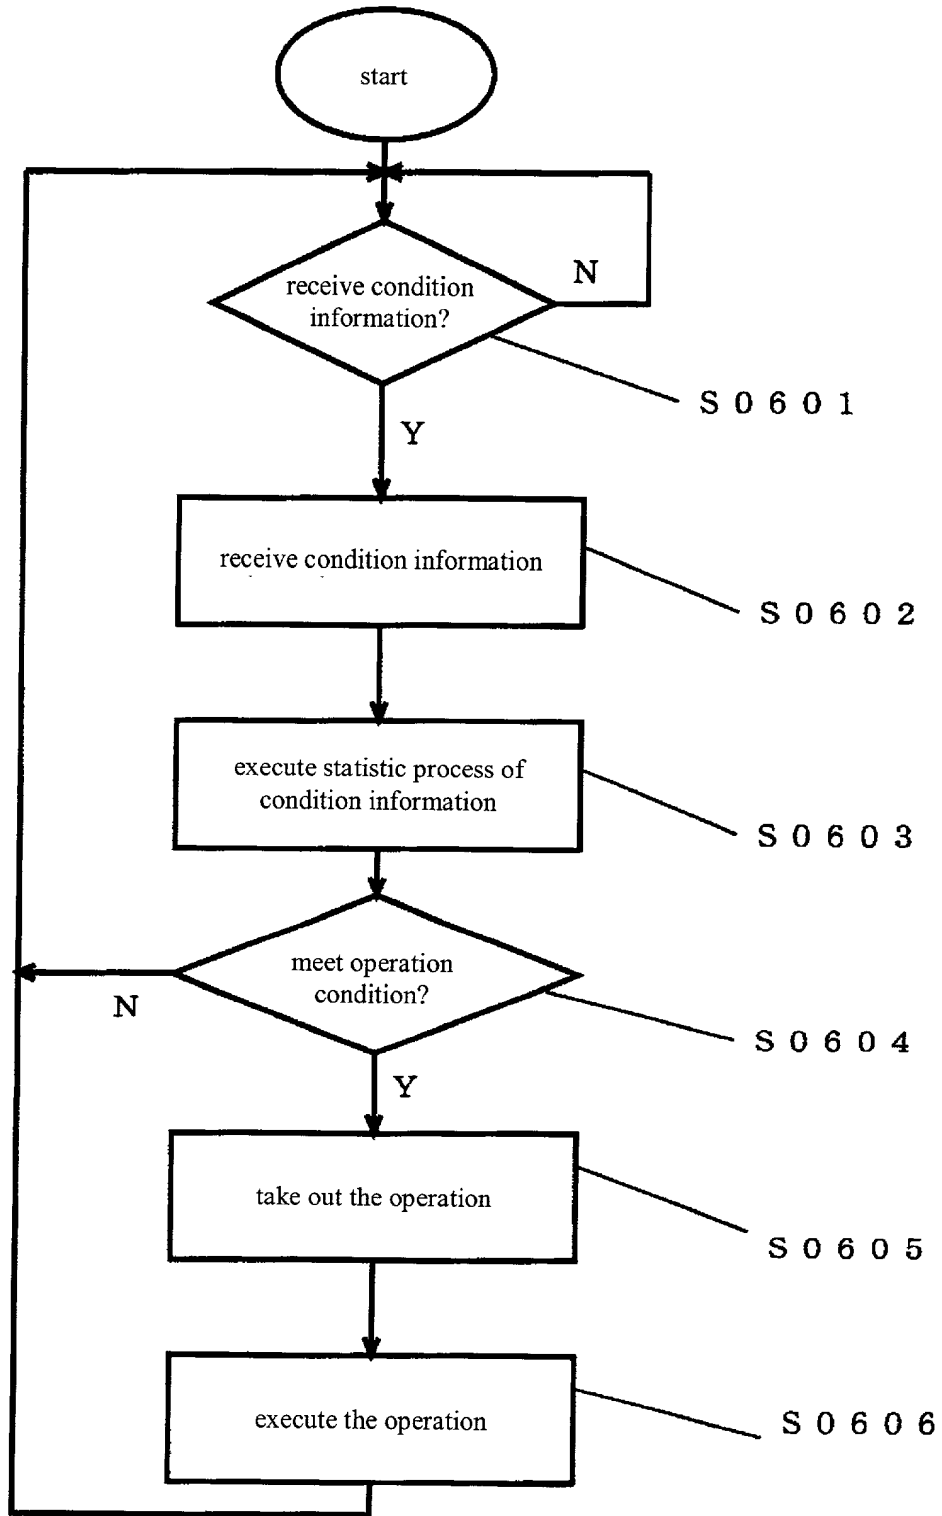 start
receive condition
information?
N
S0601
Y
receive condition information
S0602
execute statistic process of
condition information
S0603
meet operation
condition?
N
S0604
Y
take out the operation
S0605
execute the operation
S0606